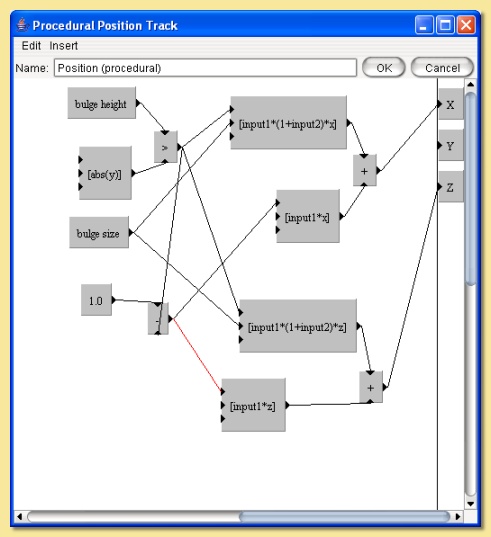 Procedural Position Track
Edit Insert
Name: Position (procedural) OK Cancel
bulge height
[input1*(1+input2)*x]
X
>
Y
[abs(y)]
+
Z
[input1*x]
bulge size
1.0
-
[input1*(1+input2)*z]
+
[input1*z]